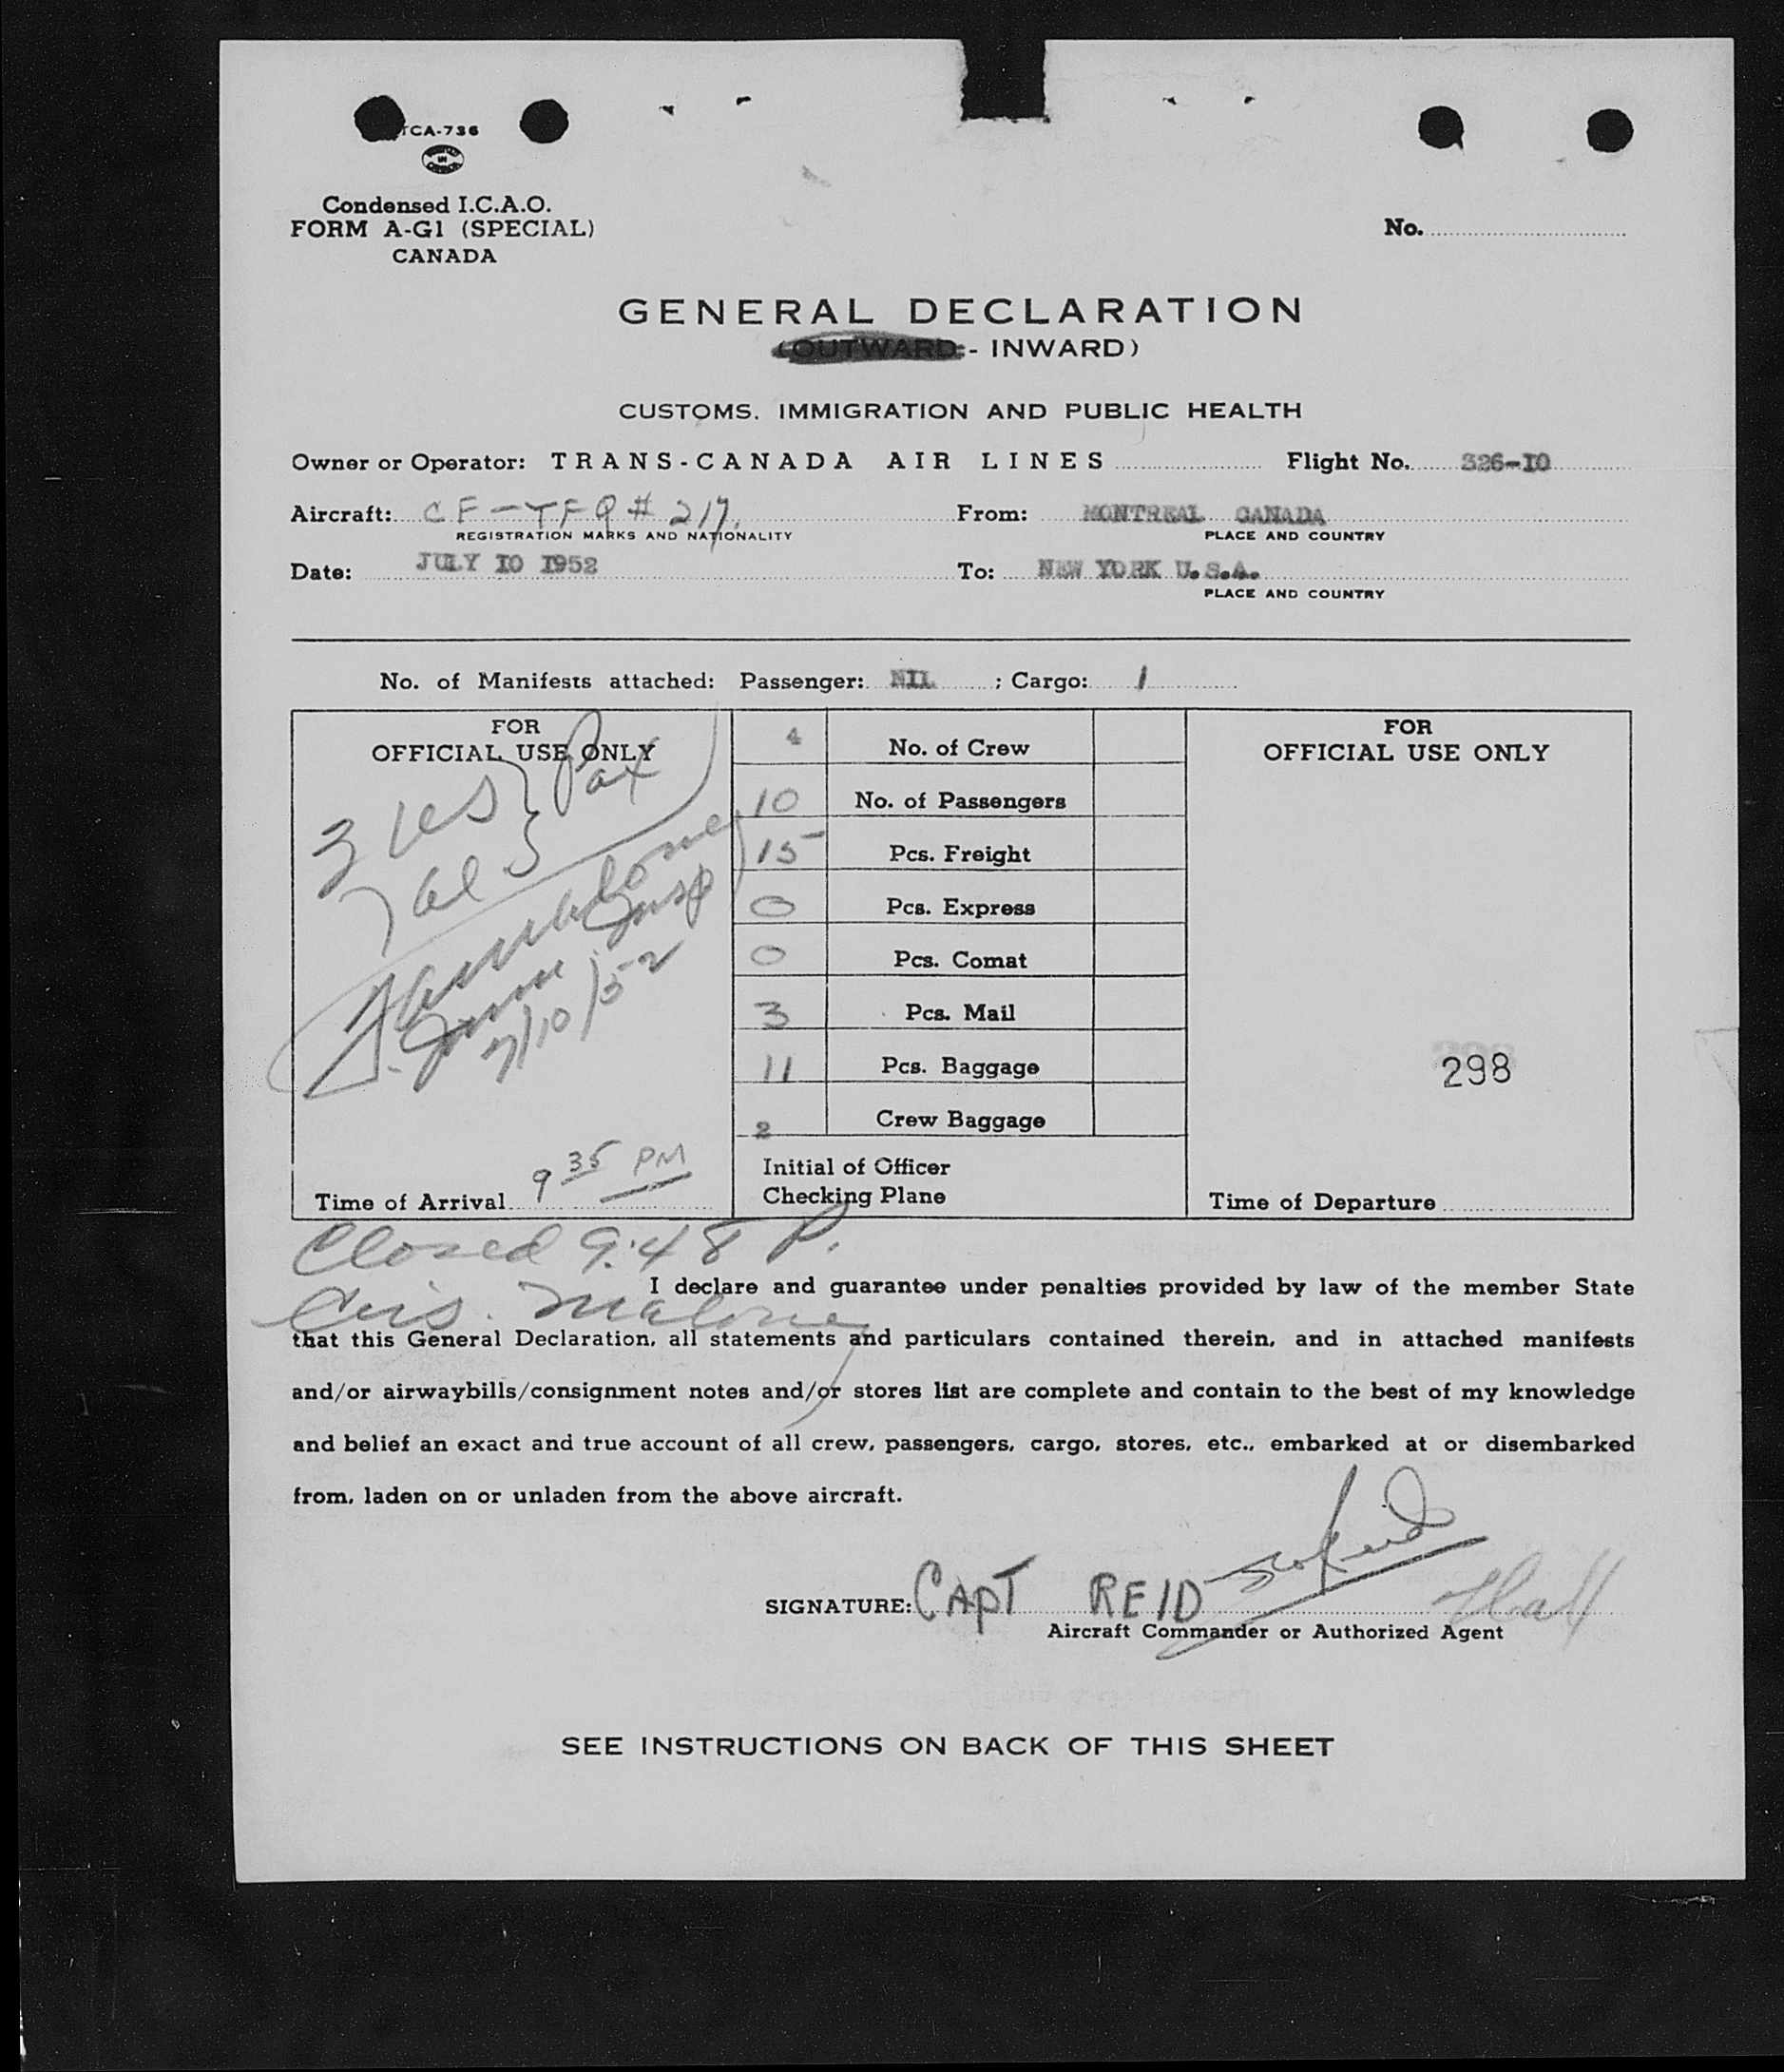 TCA-736
Condensed I.C.A.O.
FORM A-G1 (SPECIAL)
CANADA
No.
GENERAL DECLARATION
(OUTWARD - INWARD)
CUSTOMS. IMMIGRATION AND PUBLIC HEALTH
Owner or Operator: TRANS-CANADA AIR LINES Flight No. 326-10
Aircraft: CF-TFQ # 217. From: MONTREAL CANADA
REGISTRATION MARKS AND NATIONALITY PLACE AND COUNTRY
Date: JULY IO I952 To: NEW YORK U.S.A.
PLACE AND COUNTRY
No. of Manifests attached: Passenger: NIL ; Cargo: 1
FOR
OFFICIAL USE ONLY
3 Pax
7 al
Insp
7/10/52
Time of Arrival 9 35 PM
4 No. of Crew
10 No. of Passengers
15 Pcs. Freight
0 Pcs. Express
0 Pcs. Comat
3 Pcs. Mail
11 Pcs. Baggage
2 Crew Baggage
Initial of Officer
Checking Plane
FOR
OFFICIAL USE ONLY
298
Time of Departure
Closed 9:48 P.
Malone
I declare and guarantee under penalties provided by law of the member State
that this General Declaration, all statements and particulars contained therein, and in attached manifests
and/or airwaybills/consignment notes and/or stores list are complete and contain to the best of my knowledge
and belief an exact and true account of all crew, passengers, cargo, stores, etc., embarked at or disembarked
from, laden on or unladen from the above aircraft.
SIGNATURE: CAPT REID Hall
Aircraft Commander or Authorized Agent
SEE INSTRUCTIONS ON BACK OF THIS SHEET